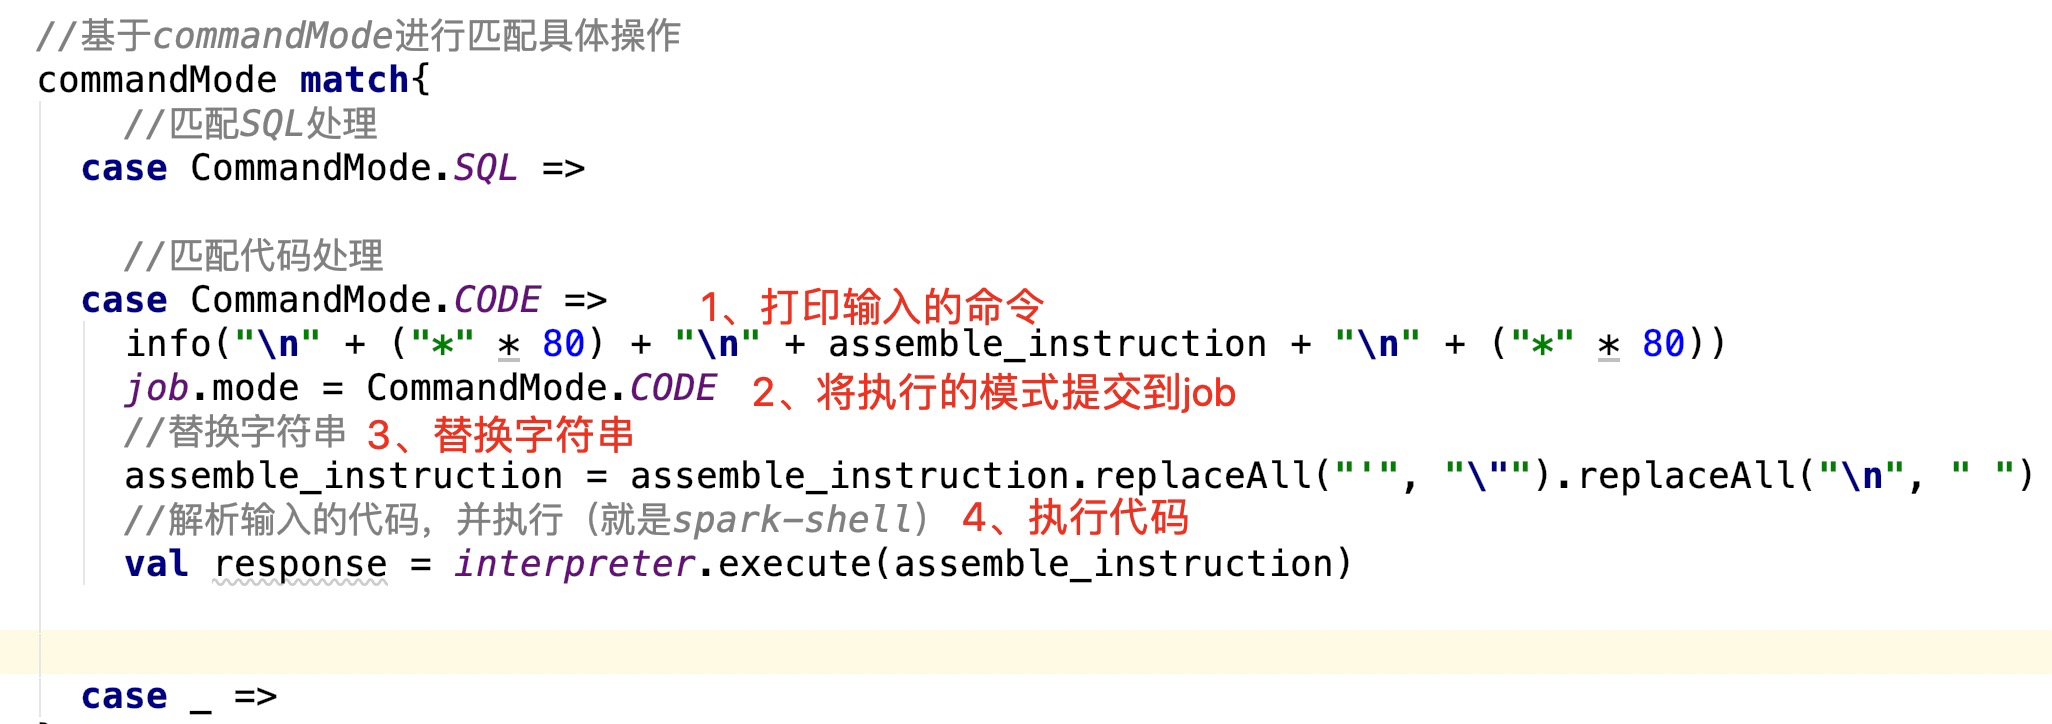 //基于commandMode进行匹配具体操作
commandMode match{
//匹配SQL处理
case CommandMode.SQL =>
//匹配代码处理
case CommandMode.CODE => 1、打印输入的命令
info("\n" + ("*" * 80) + "\n" + assemble_instruction + "\n" + ("*" * 80))
job.mode = CommandMode.CODE 2、将执行的模式提交到job
//替换字符串 3、替换字符串
assemble_instruction = assemble_instruction.replaceAll("'", "\"").replaceAll("\n", " ")
//解析输入的代码，并执行（就是spark-shell） 4、执行代码
val response = interpreter.execute(assemble_instruction)
case _ =>